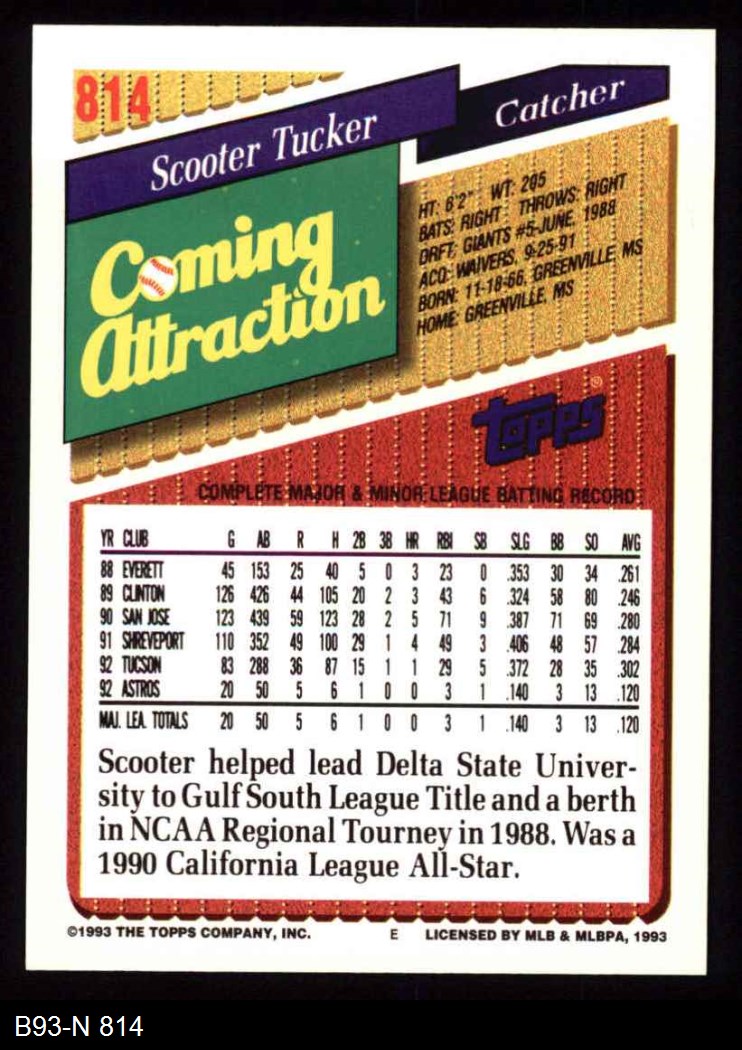 814
Scooter Tucker
Catcher
Coming
Attraction
HT: 6'2" WT: 205
BATS: RIGHT THROWS: RIGHT
DRFT: GIANTS #5-JUNE, 1988
ACQ: WAIVERS, 9-25-91
BORN: 11-18-66, GREENVILLE, MS
HOME: GREENVILLE, MS
topps®
COMPLETE MAJOR & MINOR LEAGUE BATTING RECORD
YR CLUB G AB R H 2B 3B HR RBI SB SLG BB SO AVG
88 EVERETT 45 153 25 40 5 0 3 23 0 .353 30 34 .261
89 CLINTON 126 426 44 105 20 2 3 43 6 .324 58 80 .246
90 SAN JOSE 123 439 59 123 28 2 5 71 9 .387 71 69 .280
91 SHREVEPORT 110 352 49 100 29 1 4 49 3 .406 48 57 .284
92 TUCSON 83 288 36 87 15 1 1 29 5 .372 28 35 .302
92 ASTROS 20 50 5 6 1 0 0 3 1 .140 3 13 .120
MAJ. LEA. TOTALS 20 50 5 6 1 0 0 3 1 .140 3 13 .120
Scooter helped lead Delta State Univer-
sity to Gulf South League Title and a berth
in NCAA Regional Tourney in 1988. Was a
1990 California League All-Star.
©1993 THE TOPPS COMPANY, INC. E LICENSED BY MLB & MLBPA, 1993
B93-N 814